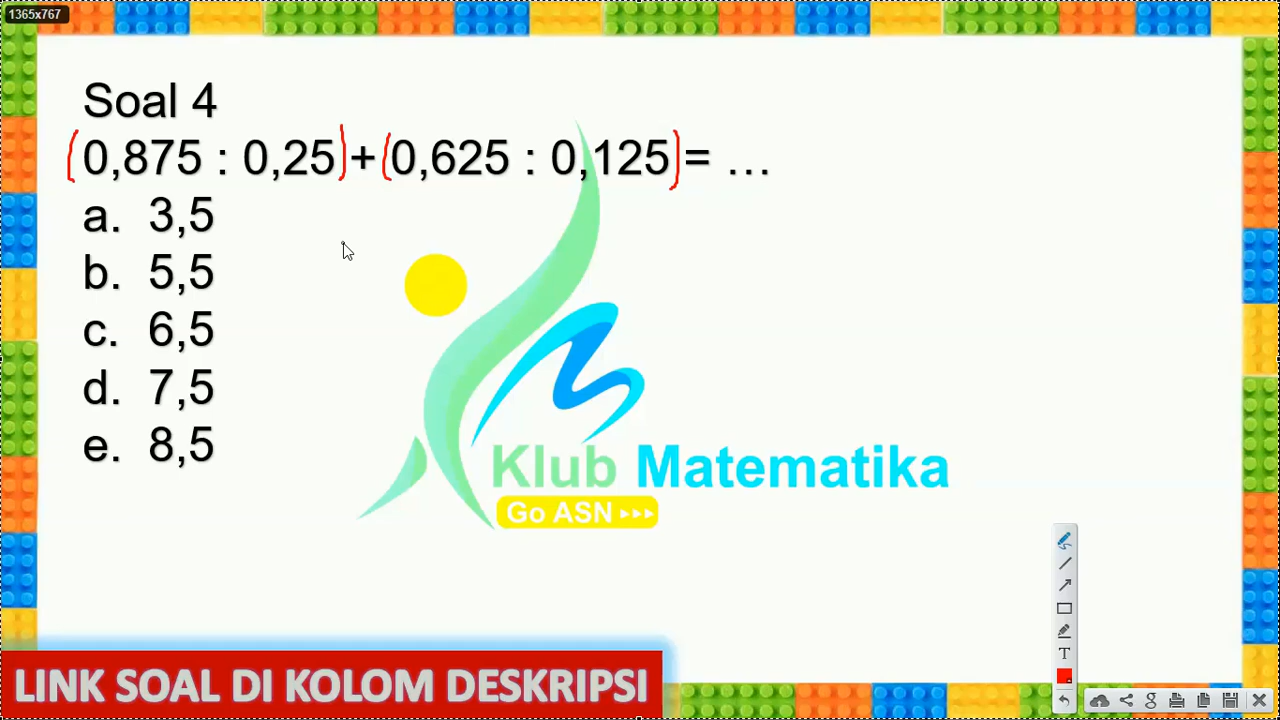 1365x767
Soal 4
(0,875 : 0,25)+(0,625 : 0,125)= …
a. 3,5
b. 5,5
c. 6,5
d. 7,5
e. 8,5
Klub Matematika
Go ASN
LINK SOAL DI KOLOM DESKRIPSI
T
g